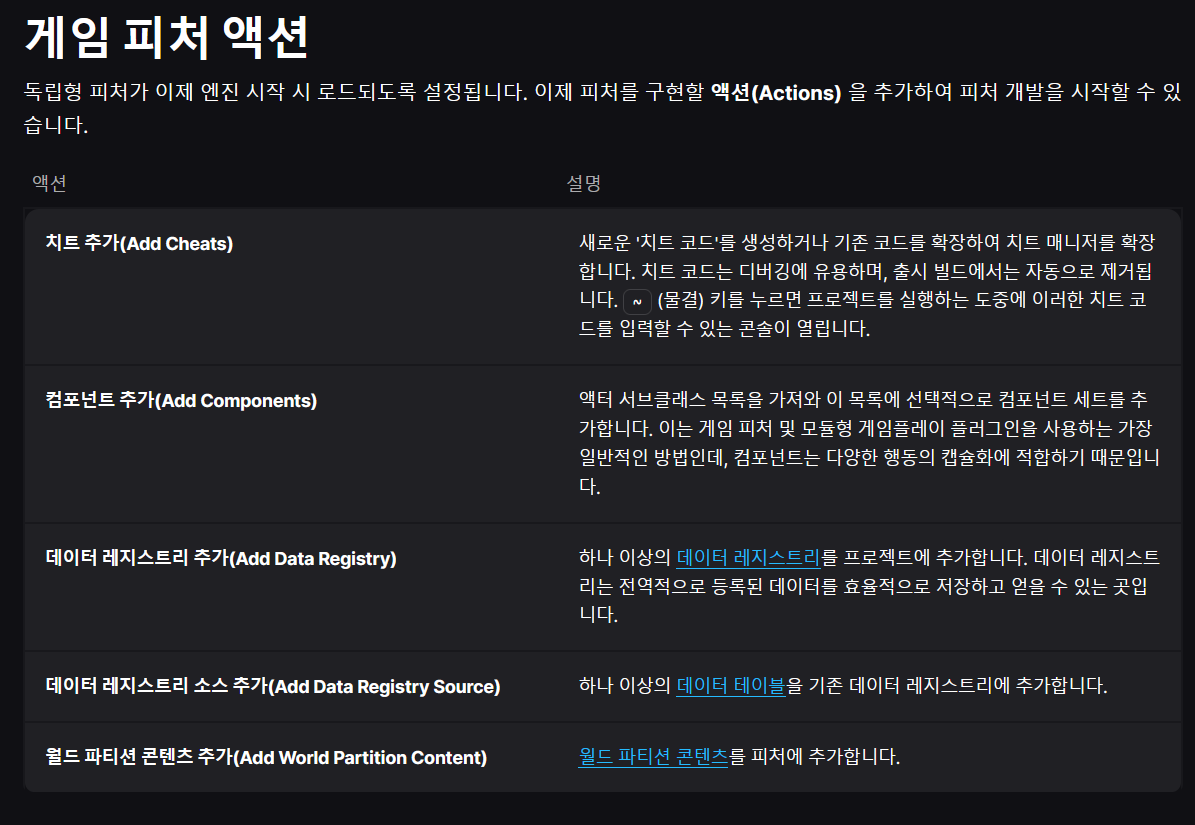 게임 피처 액션
독립형 피처가 이제 엔진 시작 시 로드되도록 설정됩니다. 이제 피처를 구현할 액션(Actions) 을 추가하여 피처 개발을 시작할 수 있
습니다.
액션 설명
치트 추가(Add Cheats) 새로운 '치트 코드'를 생성하거나 기존 코드를 확장하여 치트 매니저를 확장
합니다. 치트 코드는 디버깅에 유용하며, 출시 빌드에서는 자동으로 제거됩
니다. ~ (물결) 키를 누르면 프로젝트를 실행하는 도중에 이러한 치트 코
드를 입력할 수 있는 콘솔이 열립니다.
컴포넌트 추가(Add Components) 액터 서브클래스 목록을 가져와 이 목록에 선택적으로 컴포넌트 세트를 추
가합니다. 이는 게임 피처 및 모듈형 게임플레이 플러그인을 사용하는 가장
일반적인 방법인데, 컴포넌트는 다양한 행동의 캡슐화에 적합하기 때문입니
다.
데이터 레지스트리 추가(Add Data Registry) 하나 이상의 데이터 레지스트리를 프로젝트에 추가합니다. 데이터 레지스트
리는 전역적으로 등록된 데이터를 효율적으로 저장하고 얻을 수 있는 곳입
니다.
데이터 레지스트리 소스 추가(Add Data Registry Source) 하나 이상의 데이터 테이블을 기존 데이터 레지스트리에 추가합니다.
월드 파티션 콘텐츠 추가(Add World Partition Content) 월드 파티션 콘텐츠를 피처에 추가합니다.